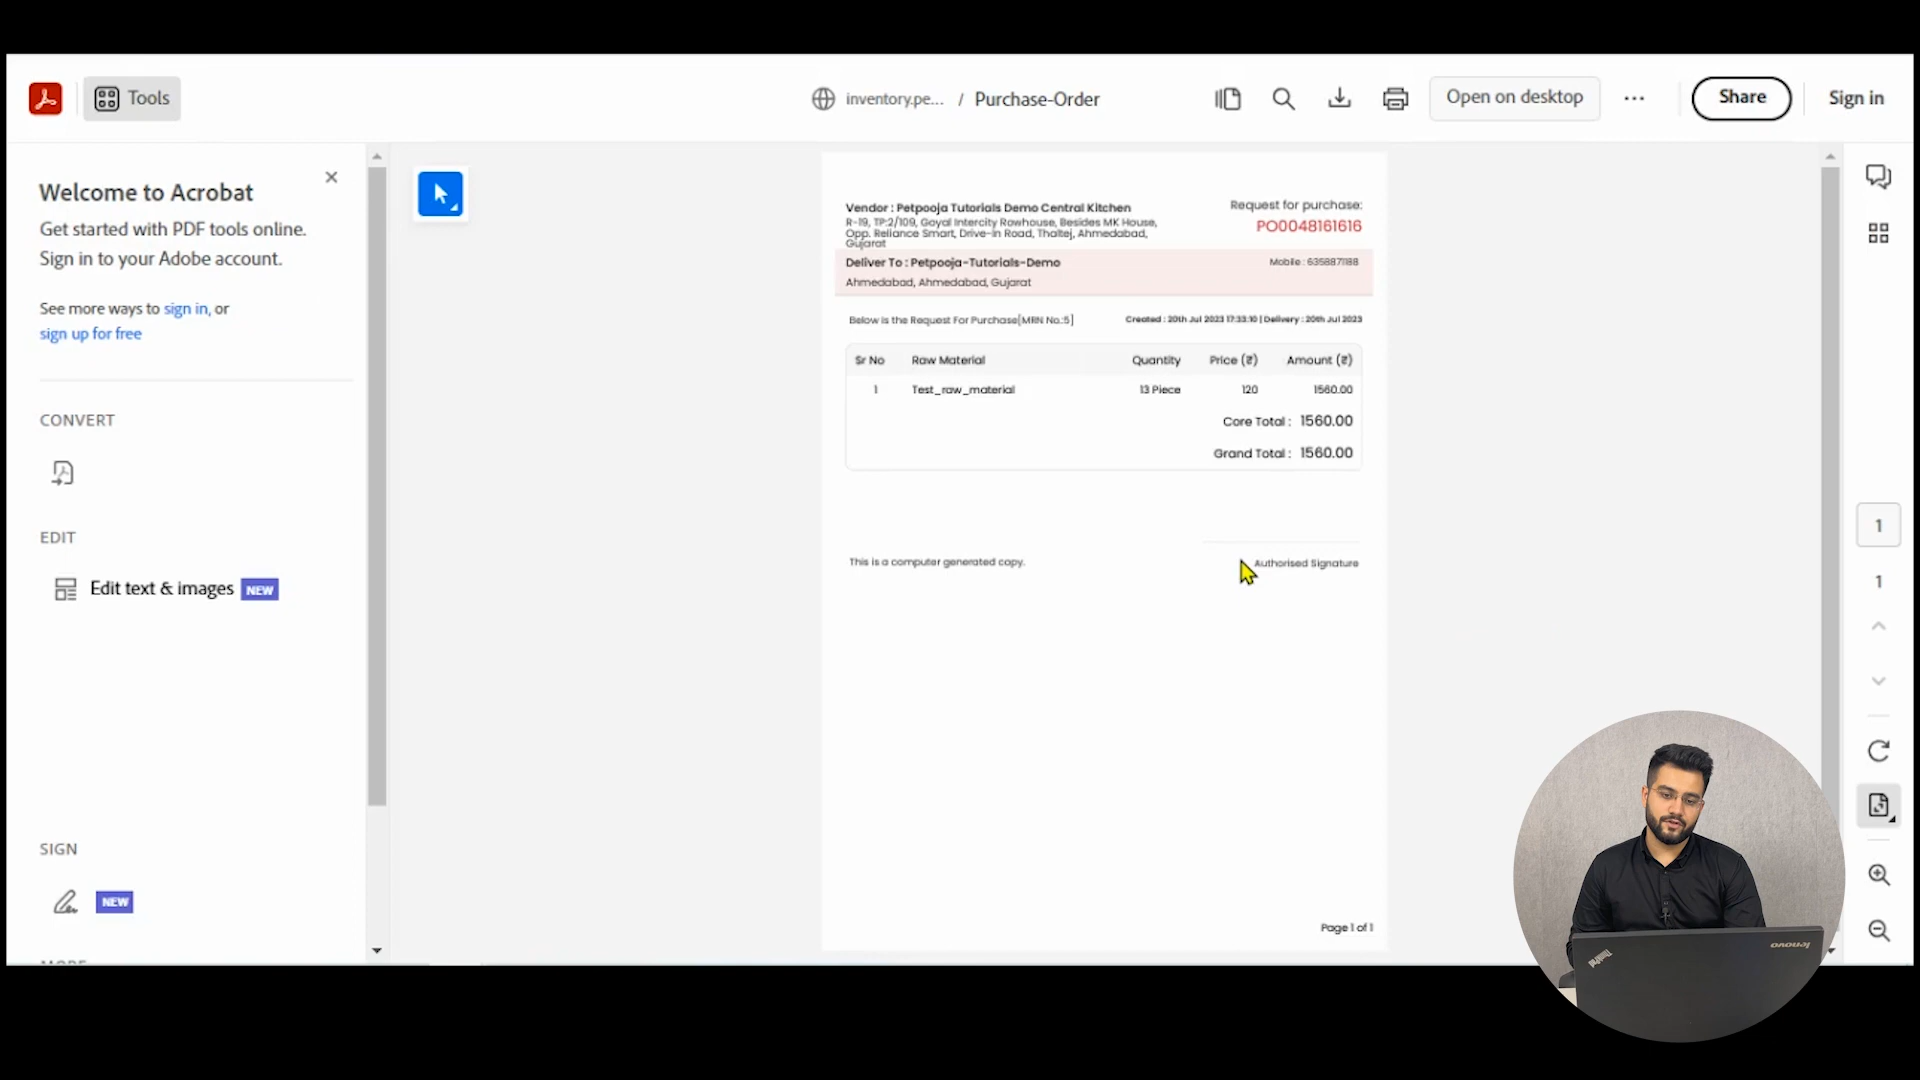 Tools
inventory.pe... / Purchase-Order
Open on desktop
Share
Sign in
Welcome to Acrobat
Get started with PDF tools online.
Sign in to your Adobe account.
See more ways to sign in, or
sign up for free
CONVERT
EDIT
Edit text & images NEW
SIGN
NEW
MORE
Vendor : Petpooja Tutorials Demo Central Kitchen
R-19, TP:2/109, Goyal Intercity Rowhouse, Besides MK House,
Opp. Reliance Smart, Drive-In Road, Thaltej, Ahmedabad,
Gujarat
Request for purchase:
PO0048161616
Deliver To : Petpooja-Tutorials-Demo
Mobile : 6358871188
Ahmedabad, Ahmedabad, Gujarat
Below is the Request For Purchase[MRN No.:5]
Created : 20th Jul 2023 17:33:10 | Delivery : 20th Jul 2023
Sr No Raw Material Quantity Price (₹) Amount (₹)
1 Test_raw_material 13 Piece 120 1560.00
Core Total : 1560.00
Grand Total : 1560.00
This is a computer generated copy.
Authorised Signature
Page 1 of 1
1
1
lenovo
ThinkPad